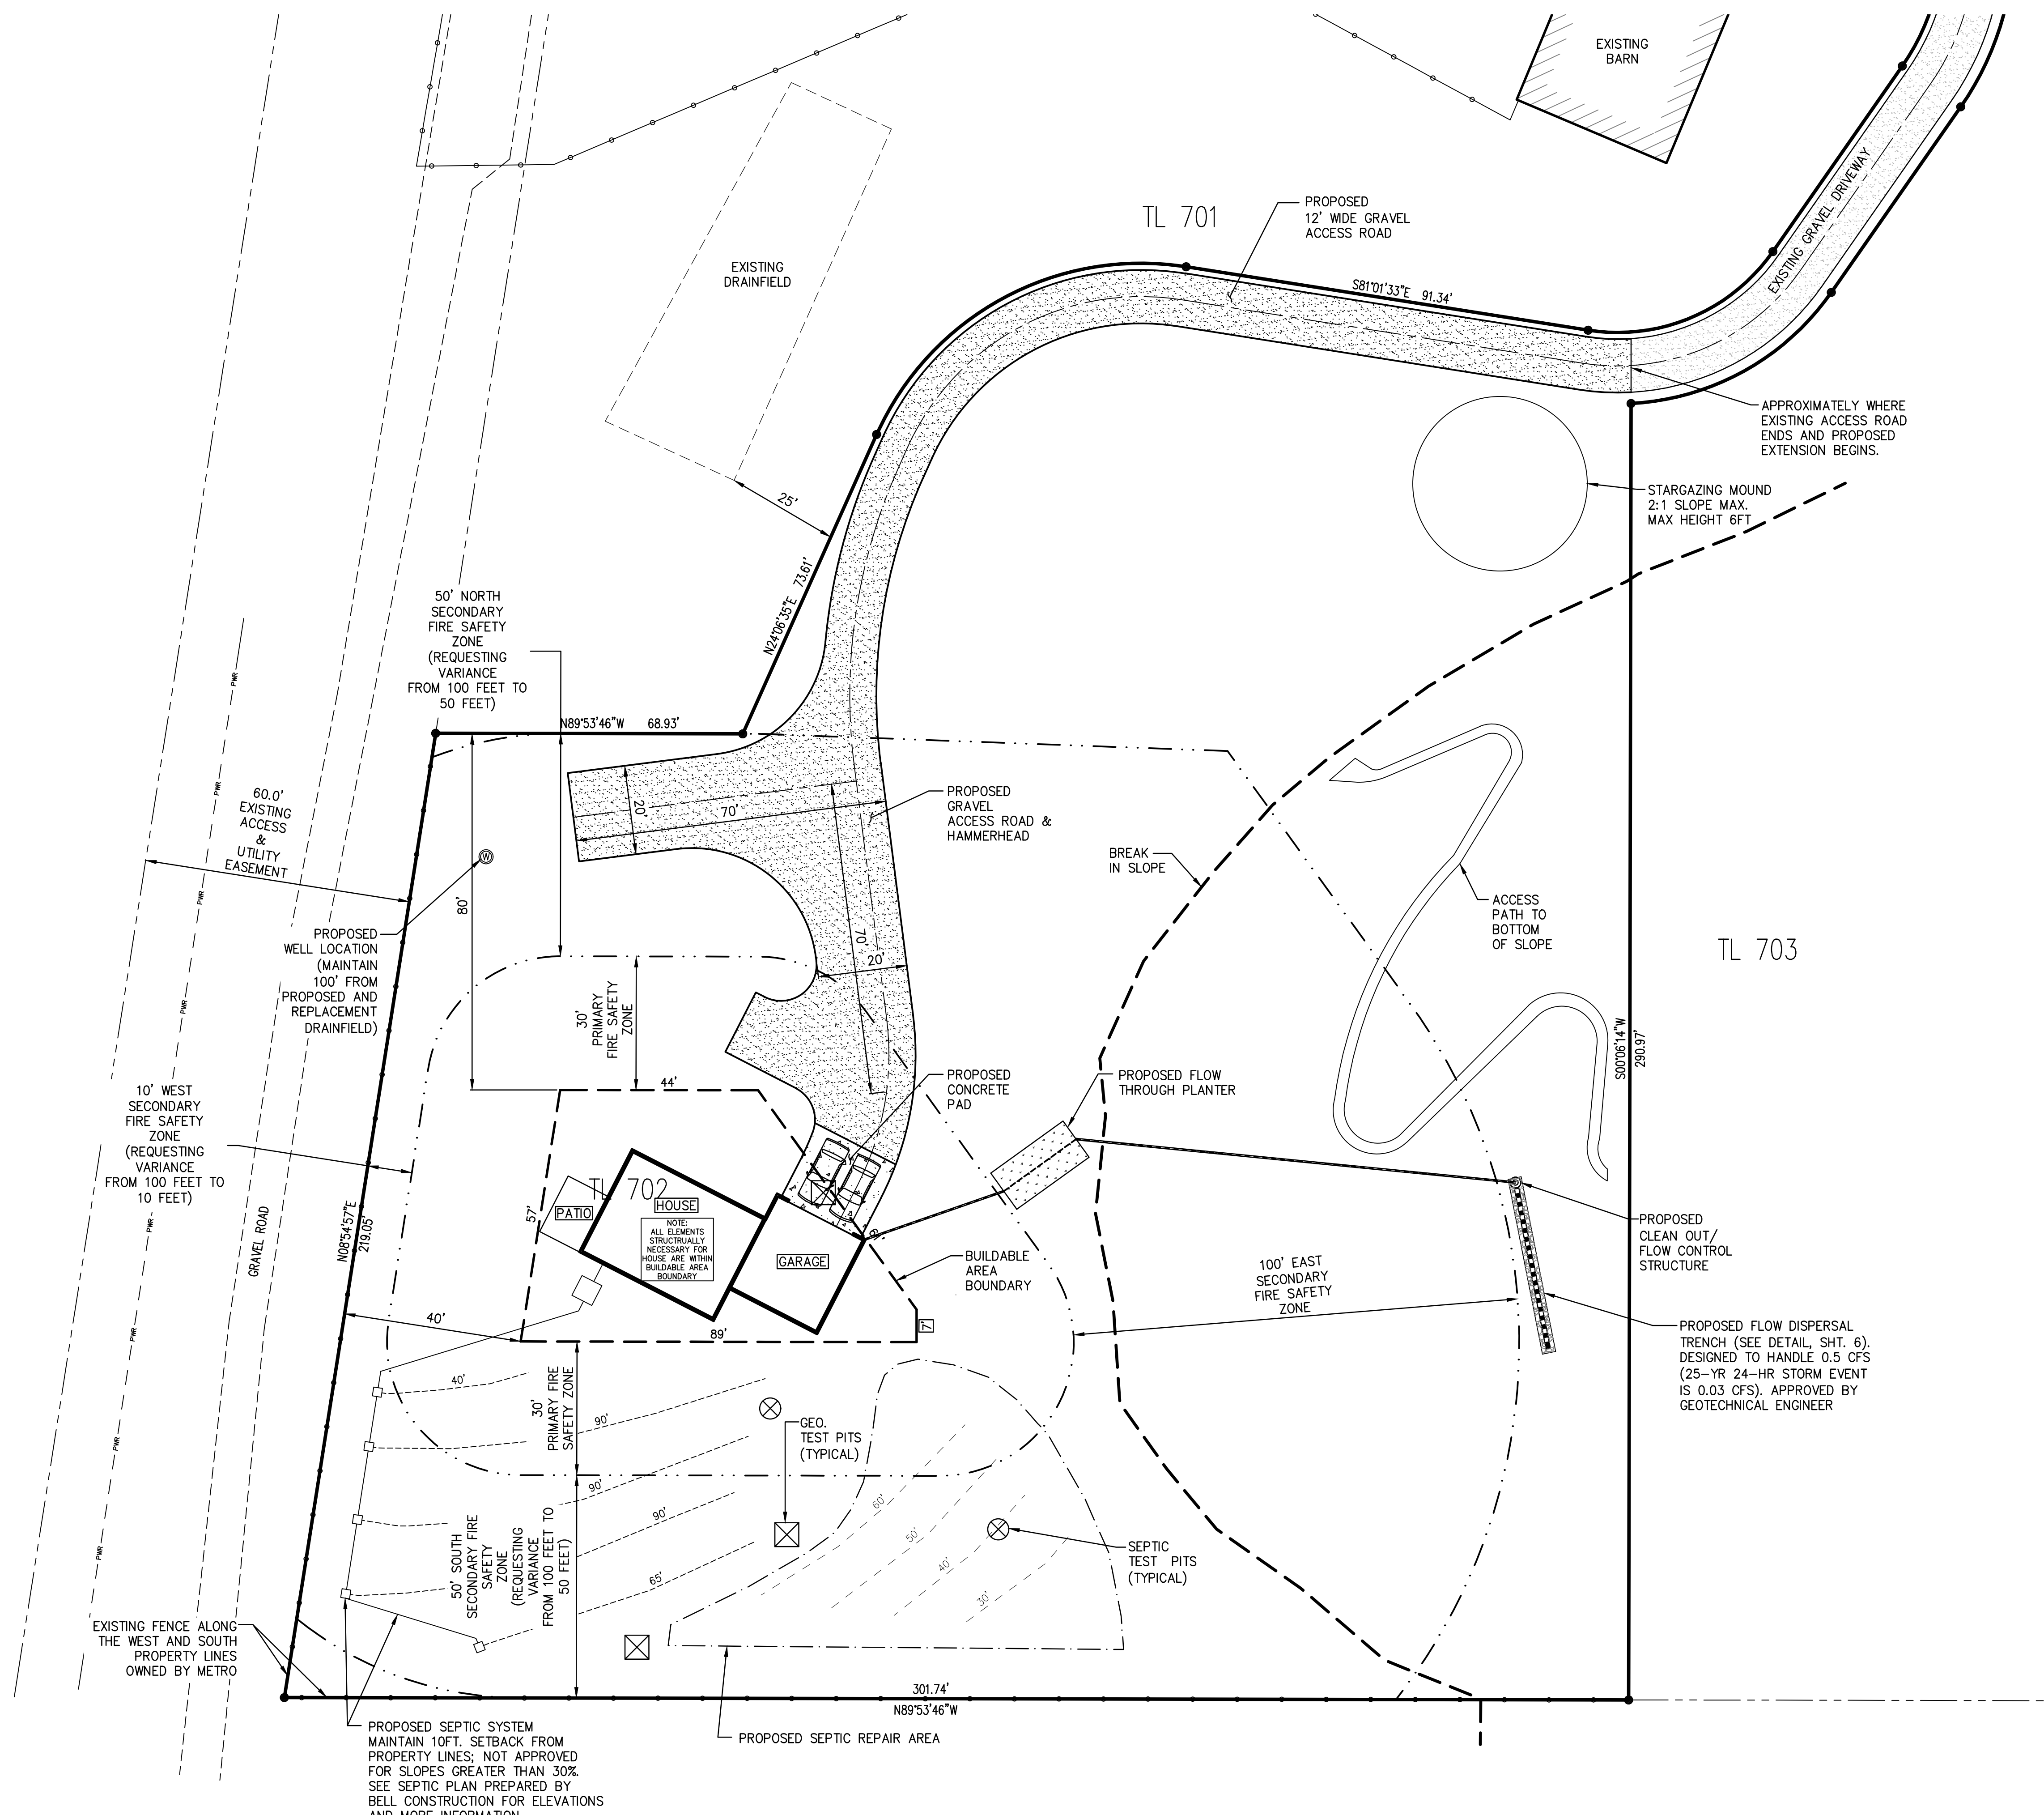 EXISTING
BARN
EXISTING GRAVEL DRIVEWAY
TL 701
PROPOSED
12' WIDE GRAVEL
ACCESS ROAD
EXISTING
DRAINFIELD
S81°01'33"E 91.34'
APPROXIMATELY WHERE
EXISTING ACCESS ROAD
ENDS AND PROPOSED
EXTENSION BEGINS.
STARGAZING MOUND
2:1 SLOPE MAX.
MAX HEIGHT 6FT
25'
N24°06'35"E 73.61'
50' NORTH
SECONDARY
FIRE SAFETY
ZONE
(REQUESTING
VARIANCE
FROM 100 FEET TO
50 FEET)
N89°53'46"W 68.93'
PWR
PWR
PWR
PWR
PWR
PWR
PWR
PWR
60.0'
EXISTING
ACCESS
&
UTILITY
EASEMENT
20'
70'
W
80'
PROPOSED
GRAVEL
ACCESS ROAD &
HAMMERHEAD
BREAK
IN SLOPE
ACCESS
PATH TO
BOTTOM
OF SLOPE
TL 703
PROPOSED
WELL LOCATION
(MAINTAIN
100' FROM
PROPOSED AND
REPLACEMENT
DRAINFIELD)
70'
20'
30'
PRIMARY
FIRE SAFETY
ZONE
S00°06'14"W
290.97'
44'
PROPOSED
CONCRETE
PAD
PROPOSED FLOW
THROUGH PLANTER
10' WEST
SECONDARY
FIRE SAFETY
ZONE
(REQUESTING
VARIANCE
FROM 100 FEET TO
10 FEET)
TL 702
PATIO
HOUSE
NOTE:
ALL ELEMENTS
STRUCTRUALLY
NECESSARY FOR
HOUSE ARE WITHIN
BUILDABLE AREA
BOUNDARY
GARAGE
57'
61'
N08°54'57"E
219.05'
GRAVEL ROAD
BUILDABLE
AREA
BOUNDARY
100' EAST
SECONDARY
FIRE SAFETY
ZONE
PROPOSED
CLEAN OUT/
FLOW CONTROL
STRUCTURE
40'
89'
7'
PROPOSED FLOW DISPERSAL
TRENCH (SEE DETAIL, SHT. 6).
DESIGNED TO HANDLE 0.5 CFS
(25-YR 24-HR STORM EVENT
IS 0.03 CFS). APPROVED BY
GEOTECHNICAL ENGINEER
40'
30'
PRIMARY FIRE
SAFETY ZONE
90'
GEO.
TEST PITS
(TYPICAL)
90'
90'
65'
60'
50'
40'
30'
50' SOUTH
SECONDARY FIRE
SAFETY
ZONE
(REQUESTING
VARIANCE
FROM 100 FEET TO
50 FEET)
SEPTIC
TEST PITS
(TYPICAL)
EXISTING FENCE ALONG
THE WEST AND SOUTH
PROPERTY LINES
OWNED BY METRO
301.74'
N89°53'46"W
PROPOSED SEPTIC SYSTEM
MAINTAIN 10FT. SETBACK FROM
PROPERTY LINES; NOT APPROVED
FOR SLOPES GREATER THAN 30%.
SEE SEPTIC PLAN PREPARED BY
BELL CONSTRUCTION FOR ELEVATIONS
AND MORE INFORMATION
PROPOSED SEPTIC REPAIR AREA